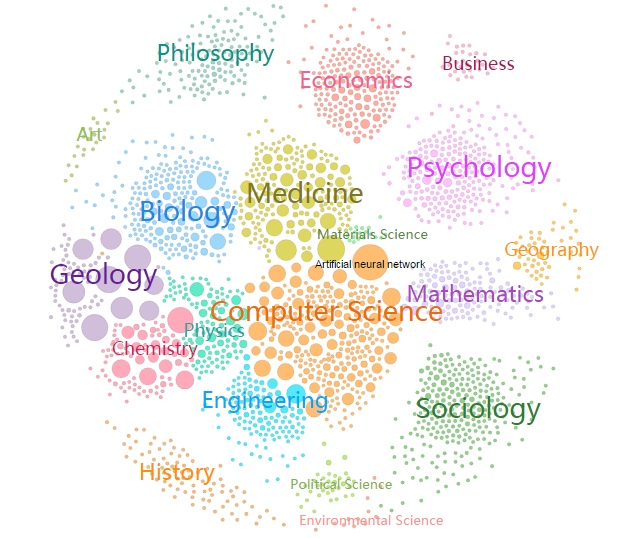 Philosophy
Economics
Business
Art
Psychology
Medicine
Biology
Materials Science
Geography
Artificial neural network
Geology
Mathematics
Computer Science
Physics
Chemistry
Engineering
Sociology
History
Political Science
Environmental Science